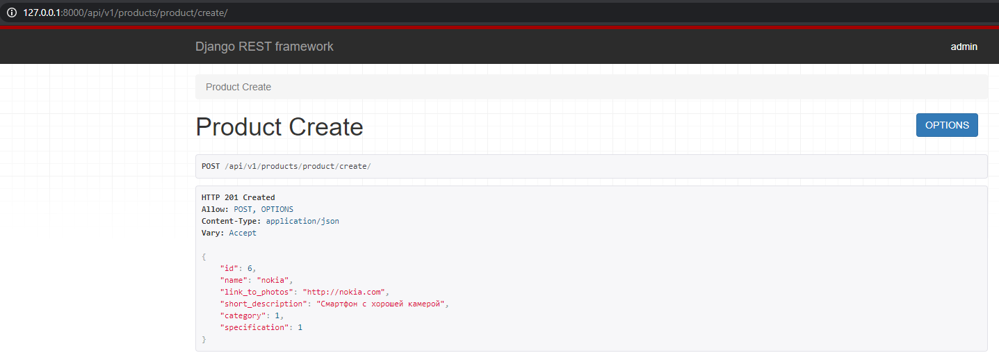 127.0.0.1:8000/api/v1/products/product/create/
Django REST framework
admin
Product Create
Product Create
OPTIONS
POST /api/v1/products/product/create/
HTTP 201 Created
Allow: POST, OPTIONS
Content-Type: application/json
Vary: Accept
{
"id": 6,
"name": "nokia",
"link_to_photos": "http://nokia.com",
"short_description": "Смартфон с хорошей камерой",
"category": 1,
"specification": 1
}